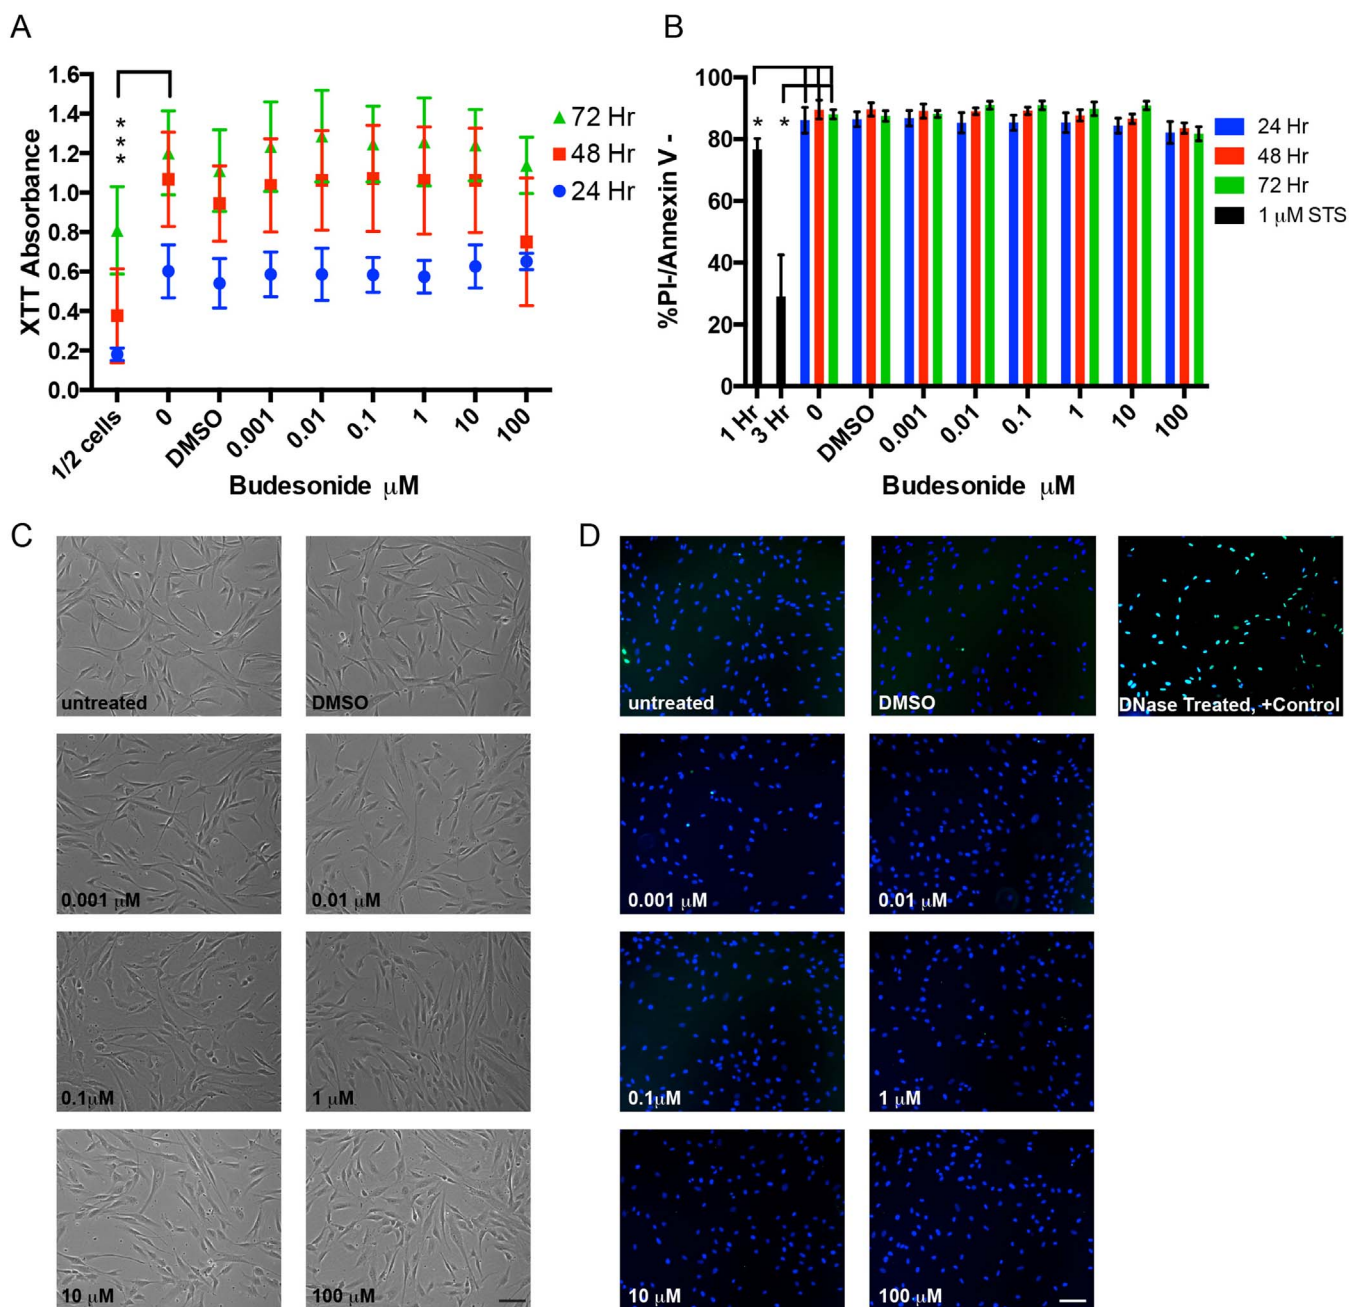 A
XTT Absorbance
1.6
1.4
1.2
1.0
0.8
0.6
0.4
0.2
0.0
***
72 Hr
48 Hr
24 Hr
1/2 cells
0
DMSO
0.001
0.01
0.1
1
10
100
Budesonide μM
B
%PI-/Annexin V -
100
80
60
40
20
0
*
*
24 Hr
48 Hr
72 Hr
1 μM STS
1 Hr
3 Hr
0
DMSO
0.001
0.01
0.1
1
10
100
Budesonide μM
C
untreated
DMSO
0.001 μM
0.01 μM
0.1μM
1 μM
10 μM
100 μM
D
untreated
DMSO
DNase Treated, +Control
0.001 μM
0.01 μM
0.1μM
1 μM
10 μM
100 μM